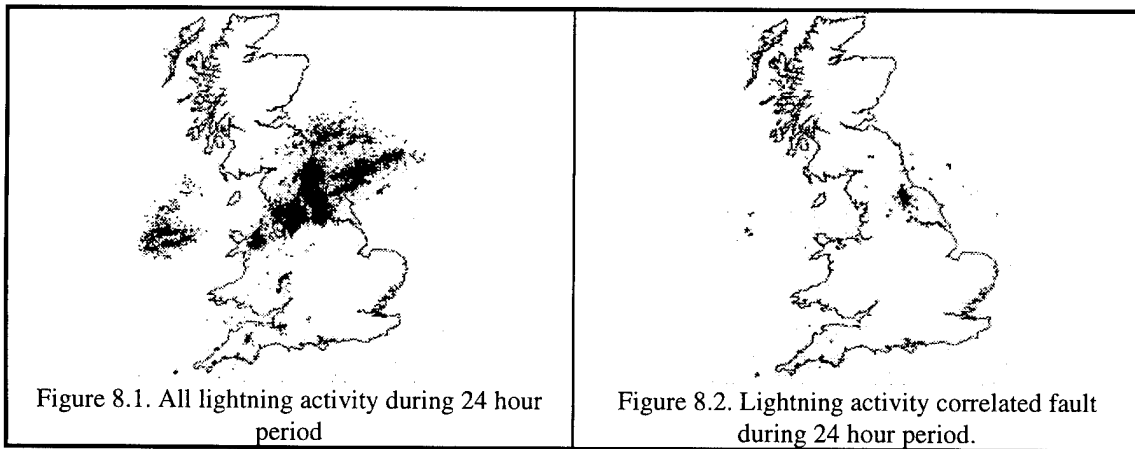 Figure 8.1. All lightning activity during 24 hour
period
Figure 8.2. Lightning activity correlated fault
during 24 hour period.